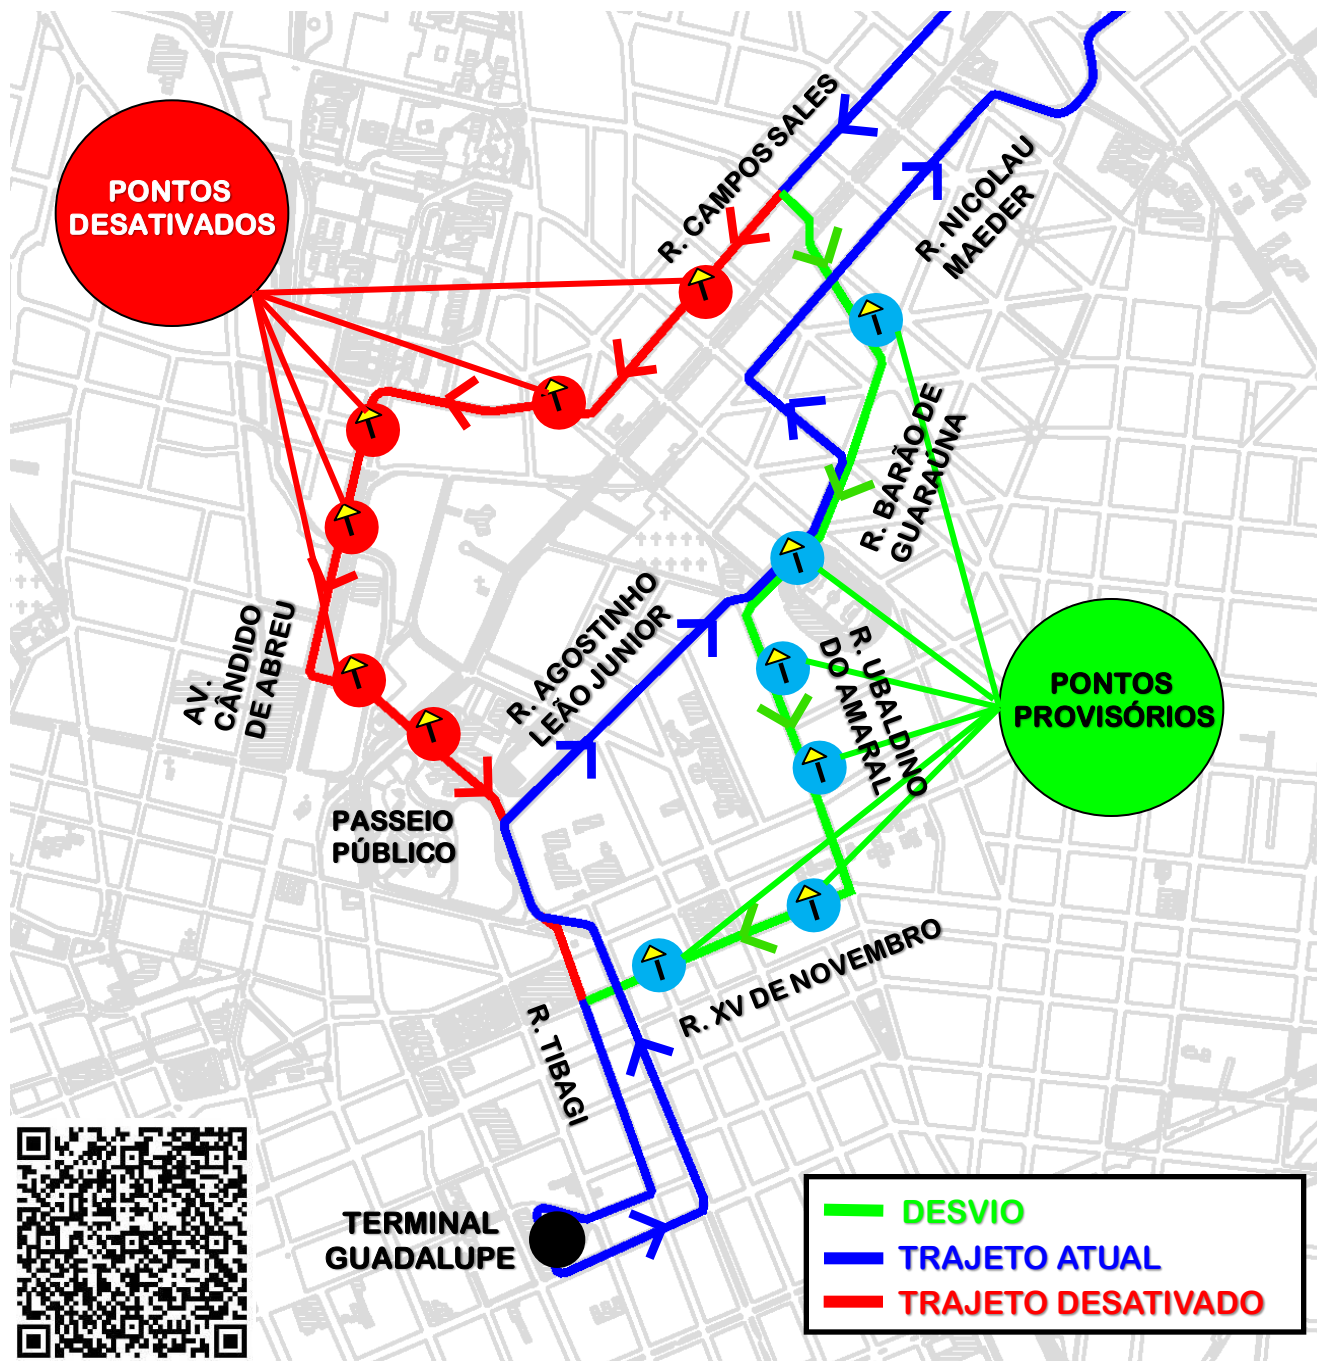 PONTOS
DESATIVADOS
R. CAMPOS SALES
R. NICOLAU
MAEDER
R. BARÃO DE
GUARAÚNA
AV.
CÂNDIDO
DE ABREU
R. AGOSTINHO
LEÃO JUNIOR
R. UBALDINO
DO AMARAL
PONTOS
PROVISÓRIOS
PASSEIO
PÚBLICO
R. XV DE NOVEMBRO
R. TIBAGI
TERMINAL
GUADALUPE
DESVIO
TRAJETO ATUAL
TRAJETO DESATIVADO